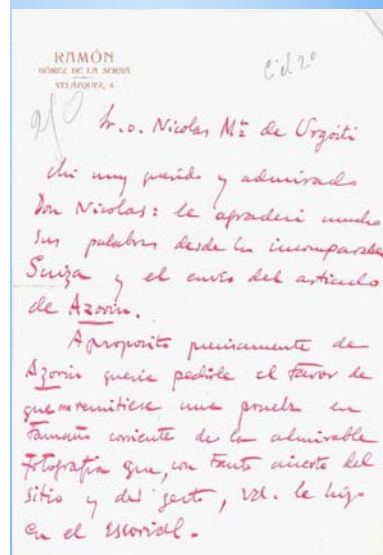 RAMÓN
GÓMEZ DE LA SERNA
VELÁZQUEZ, 4
Sr. D. Nicolas Mª de Urgoiti
Mi muy querido y admirado
Don Nicolas: le agradecí mucho
sus palabras desde la incomparable
Suiza y el envío del artículo
de Azorín.
A proposito precisamente de
Azorín quería pedirle el favor de
que me remitiese una prueba en
tamaño corriente de la admirable
fotografía que, con tanto acierto del
sitio y del gesto, vd. le hizo
en el Escorial.